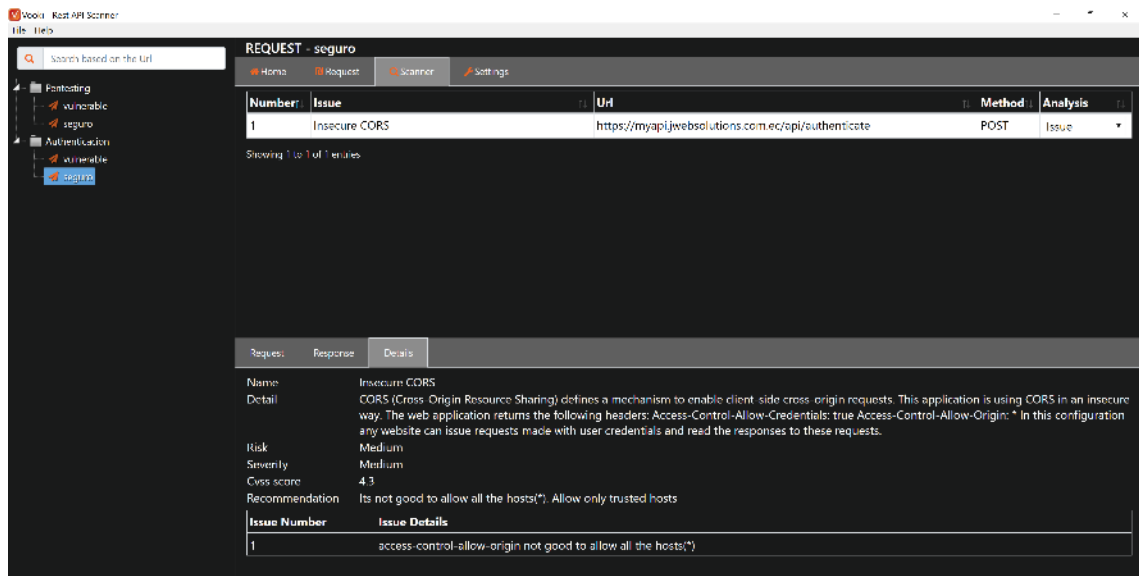 Vooki - Rest API Scanner
File Help
Search based on the Url
Pentesting
vulnerable
seguro
Authentication
vulnerable
seguro
REQUEST - seguro
Home Request Scanner Settings
Number Issue Url Method Analysis
1 Insecure CORS https://myapi.jwebsolutions.com.ec/api/authenticate POST Issue
Showing 1 to 1 of 1 entries
Request Response Details
Name Insecure CORS
Detail CORS (Cross-Origin Resource Sharing) defines a mechanism to enable client-side cross-origin requests. This application is using CORS in an insecure
way. The web application returns the following headers: Access-Control-Allow-Credentials: true Access-Control-Allow-Origin: * In this configuration
any website can issue requests made with user credentials and read the responses to these requests.
Risk Medium
Severity Medium
Cvss score 4.3
Recommendation Its not good to allow all the hosts(*). Allow only trusted hosts
Issue Number Issue Details
1 access-control-allow-origin not good to allow all the hosts(*)